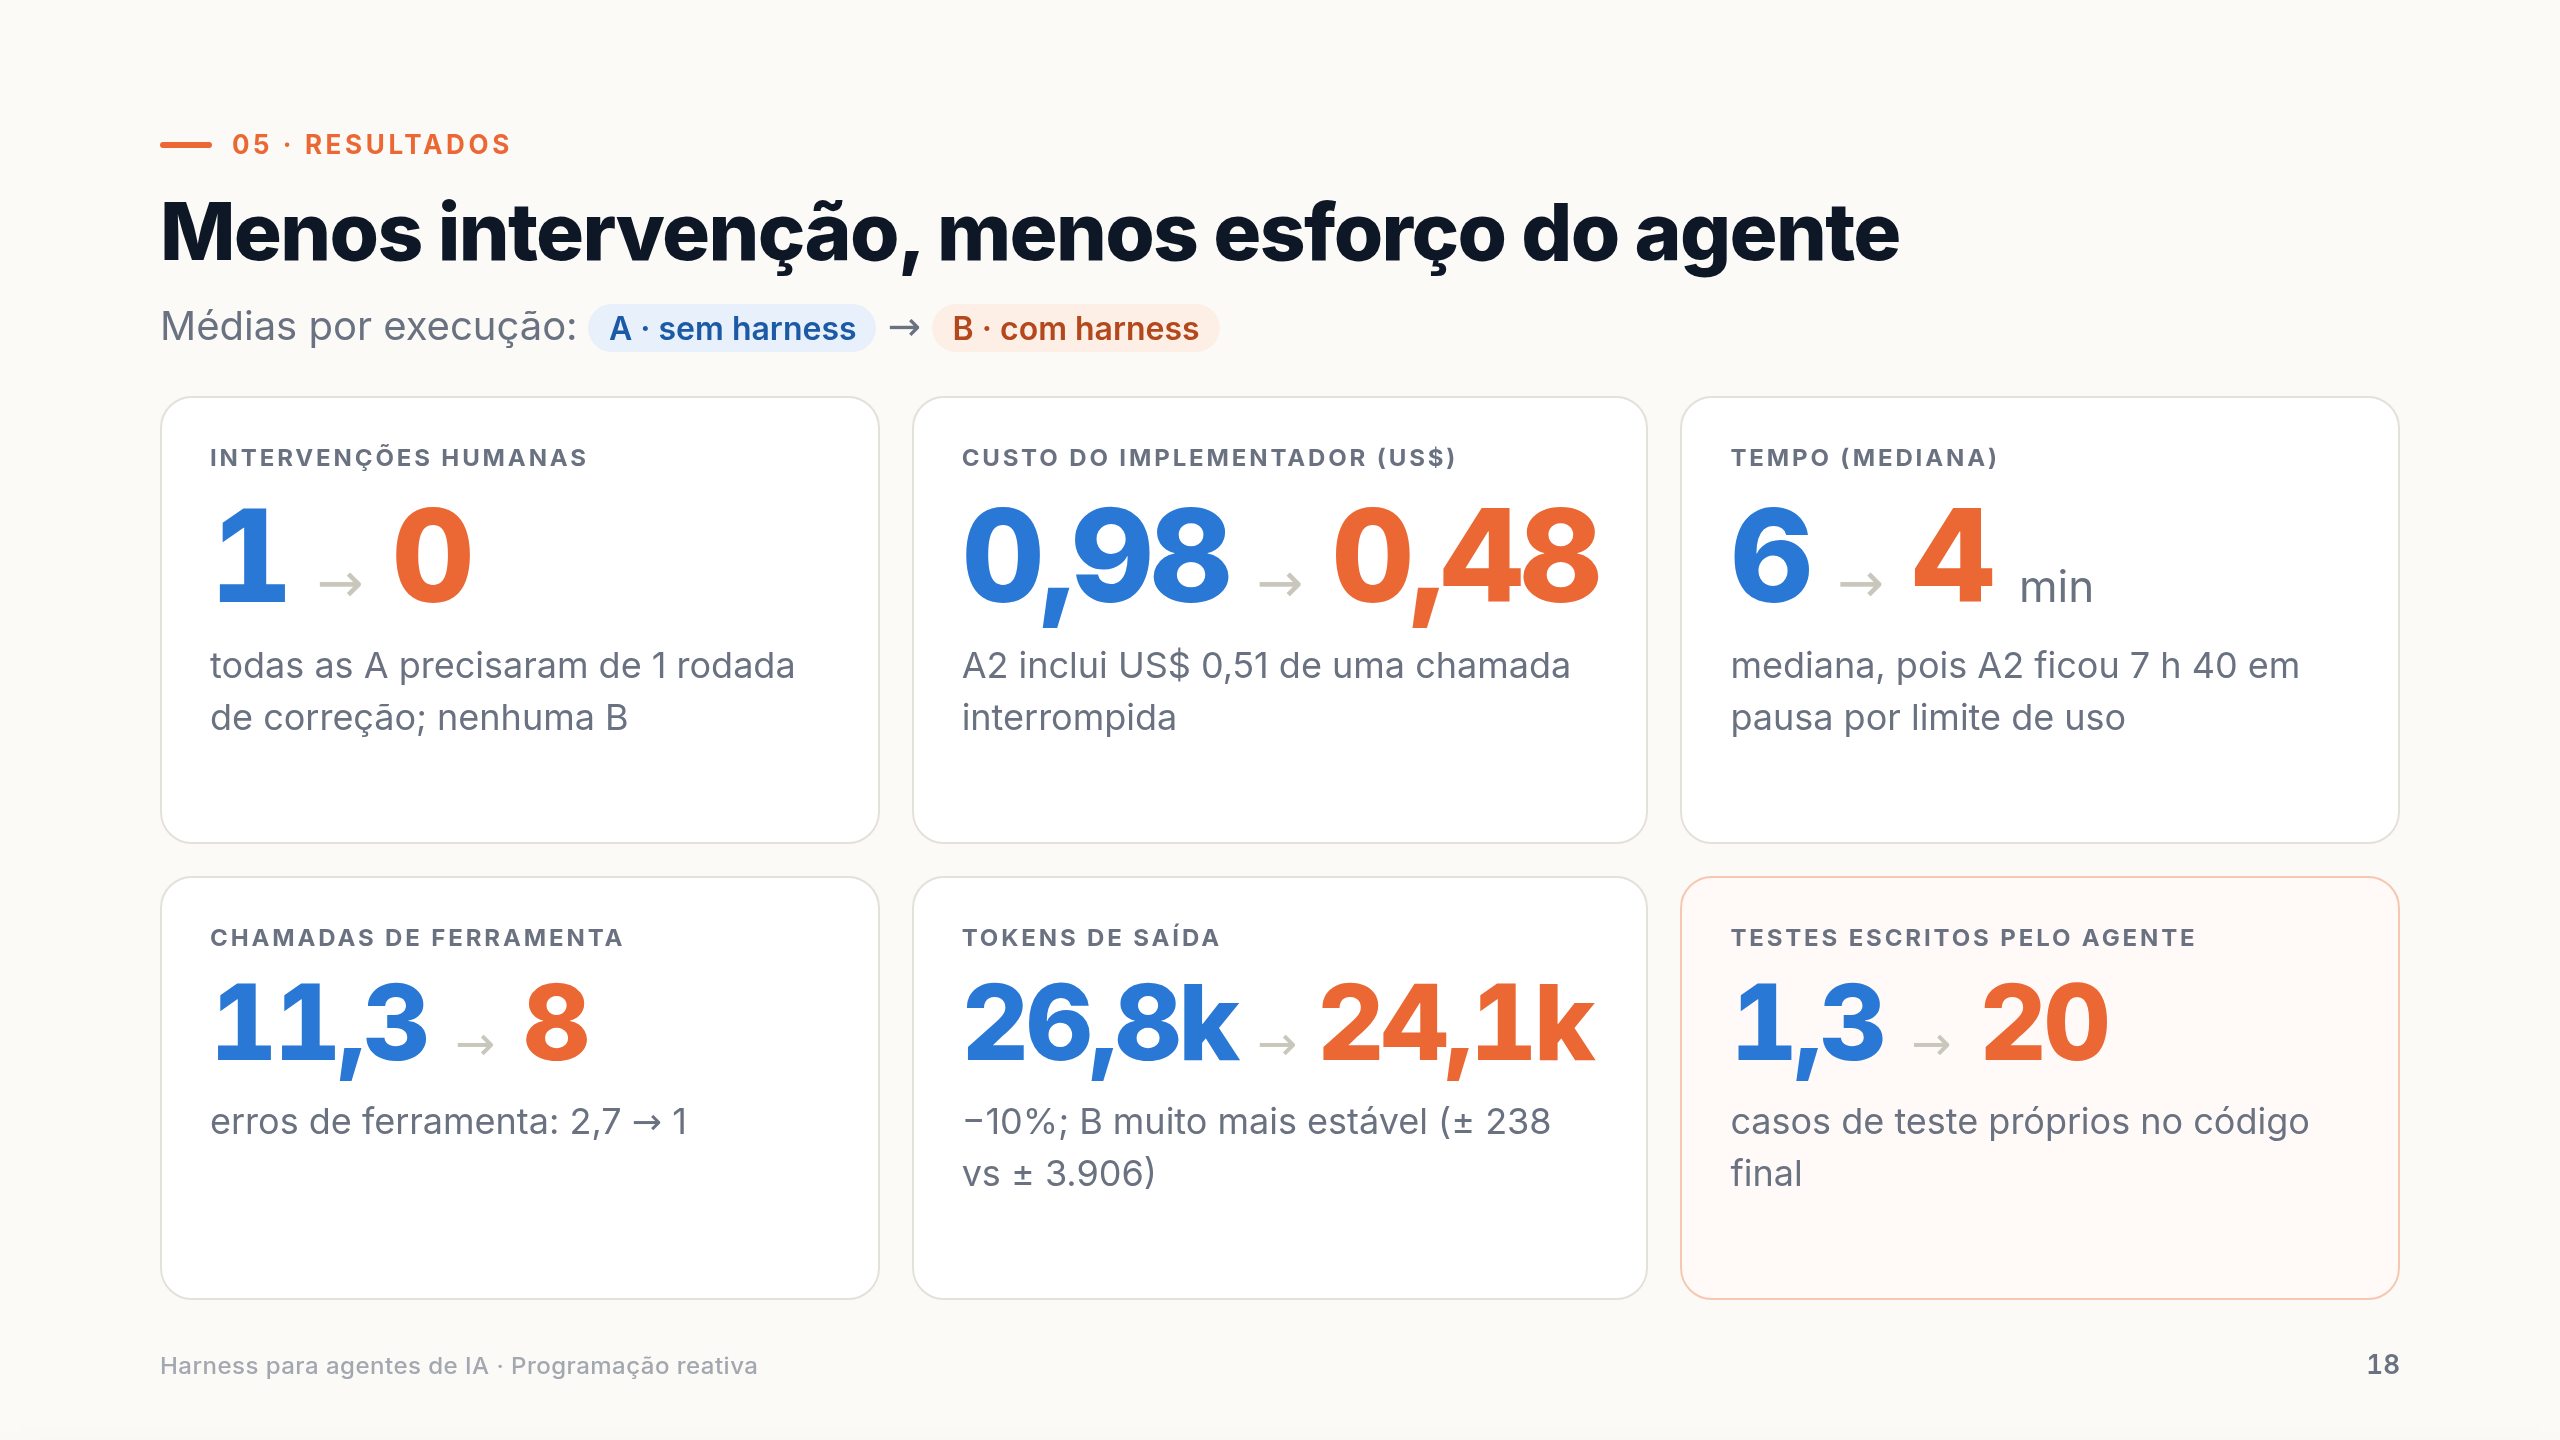 05 · RESULTADOS
Menos intervenção, menos esforço do agente
Médias por execução: A · sem harness → B · com harness
INTERVENÇÕES HUMANAS
1 → 0
todas as A precisaram de 1 rodada
de correção; nenhuma B
CUSTO DO IMPLEMENTADOR (US$)
0,98 → 0,48
A2 inclui US$ 0,51 de uma chamada
interrompida
TEMPO (MEDIANA)
6 → 4 min
mediana, pois A2 ficou 7 h 40 em
pausa por limite de uso
CHAMADAS DE FERRAMENTA
11,3 → 8
erros de ferramenta: 2,7 → 1
TOKENS DE SAÍDA
26,8k → 24,1k
−10%; B muito mais estável (± 238
vs ± 3.906)
TESTES ESCRITOS PELO AGENTE
1,3 → 20
casos de teste próprios no código
final
Harness para agentes de IA · Programação reativa
18